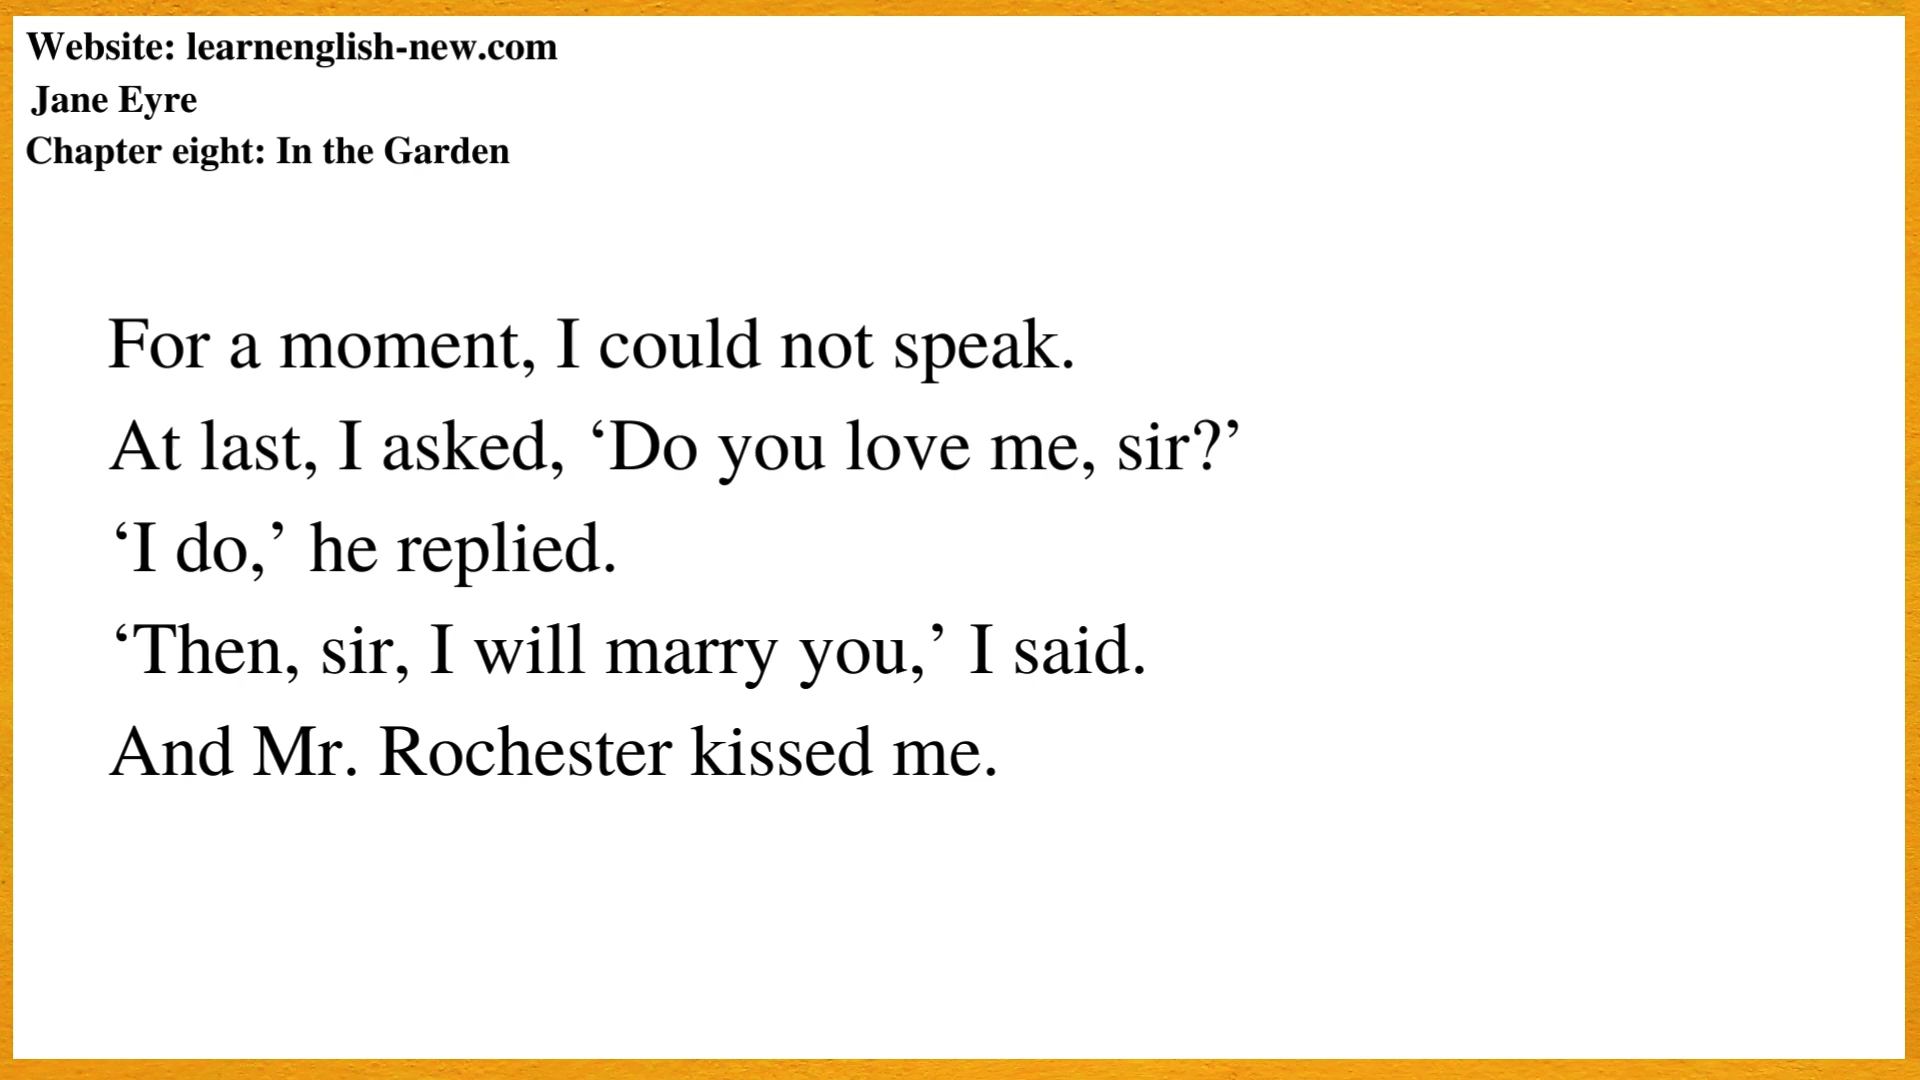 Website: learnenglish-new.com
Jane Eyre
Chapter eight: In the Garden
For a moment, I could not speak.
At last, I asked, ‘Do you love me, sir?’
‘I do,’ he replied.
‘Then, sir, I will marry you,’ I said.
And Mr. Rochester kissed me.